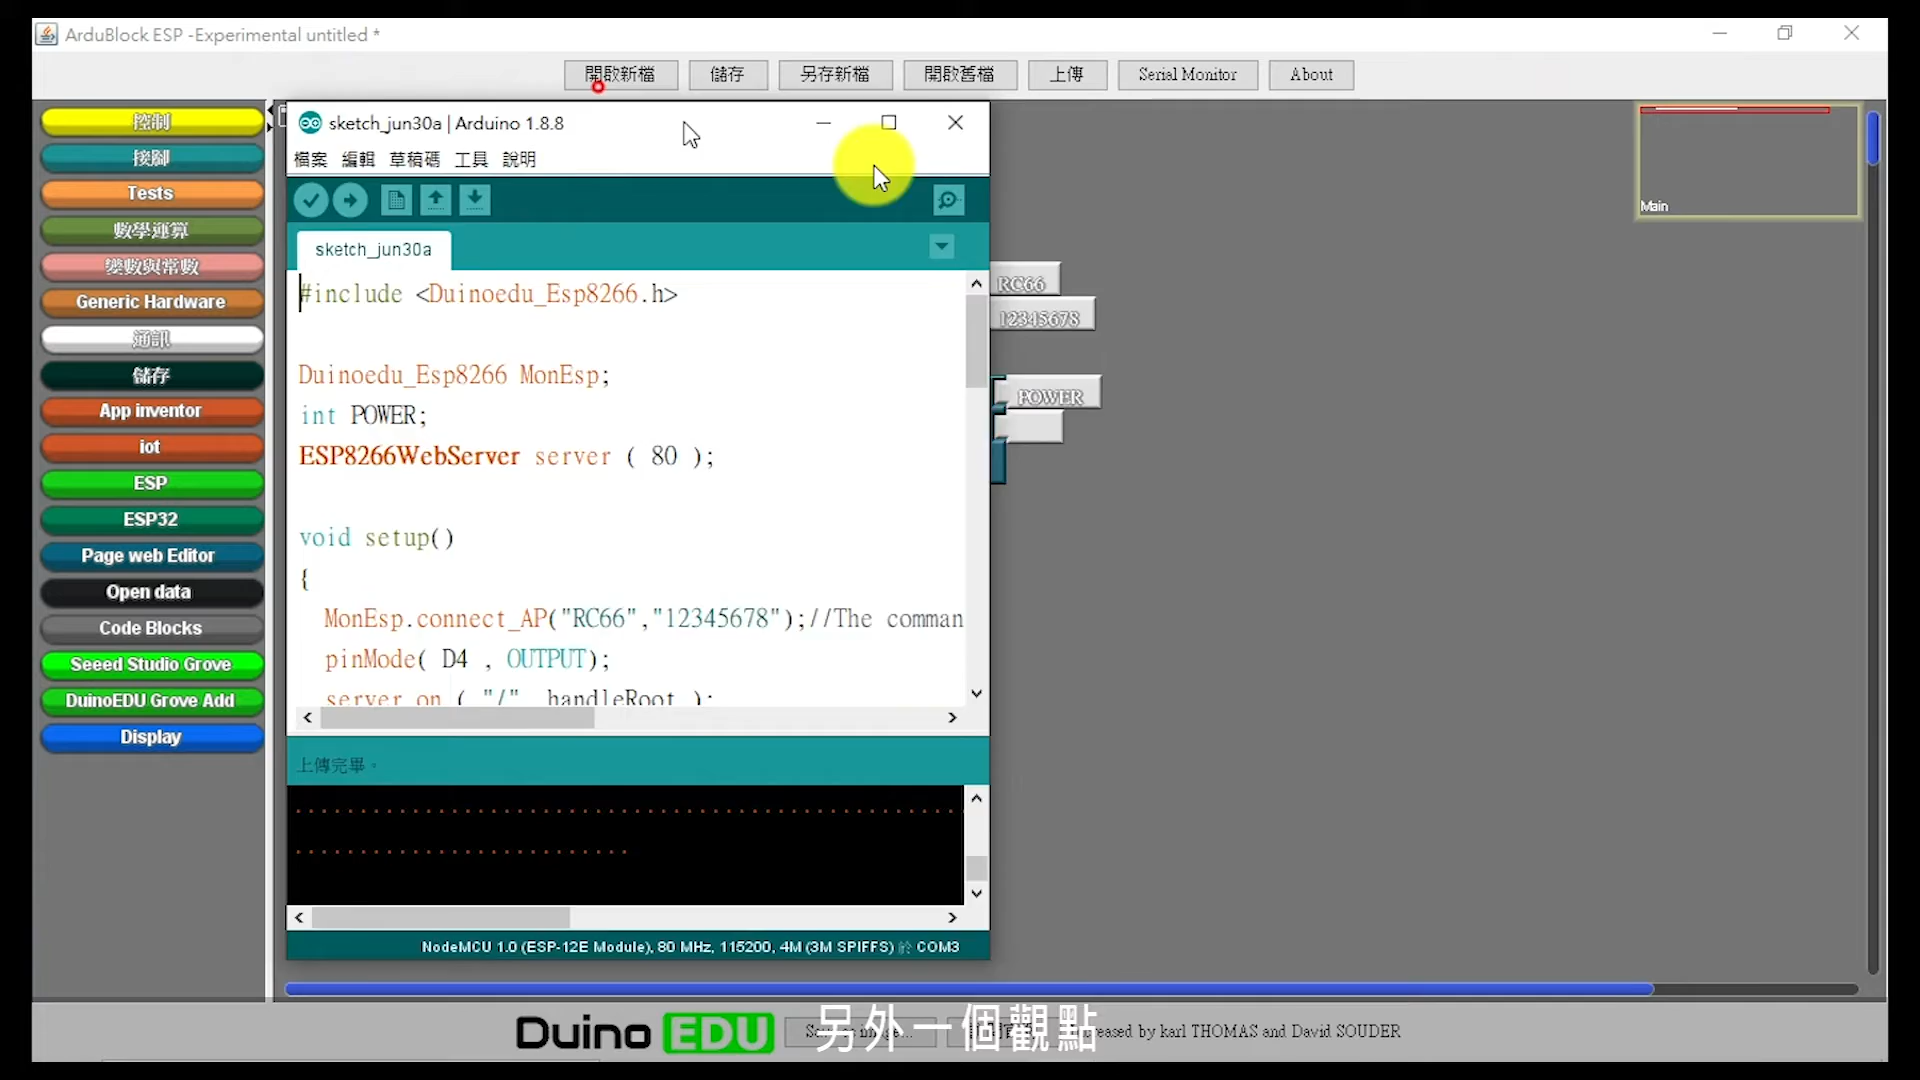 ArduBlock ESP -Experimental untitled *
開啟新檔 儲存 另存新檔 開啟舊檔 上傳 Serial Monitor About
控制
接腳
Tests
數學運算
變數與常數
Generic Hardware
通訊
儲存
App inventor
iot
ESP
ESP32
Page web Editor
Open data
Code Blocks
Seeed Studio Grove
DuinoEDU Grove Add
Display
sketch_jun30a | Arduino 1.8.8
檔案 編輯 草稿碼 工具 說明
sketch_jun30a
#include <Duinoedu_Esp8266.h>
Duinoedu_Esp8266 MonEsp;
int POWER;
ESP8266WebServer server ( 80 );
void setup()
{
MonEsp.connect_AP("RC66","12345678");//The comman
pinMode( D4 , OUTPUT);
server on ( "/" handleRoot );
上傳完畢。
NodeMCU 1.0 (ESP-12E Module), 80 MHz, 115200, 4M (3M SPIFFS) 於 COM3
RC66
12345678
POWER
Main
Duino EDU
另外一個觀點
by karl THOMAS and David SOUDER